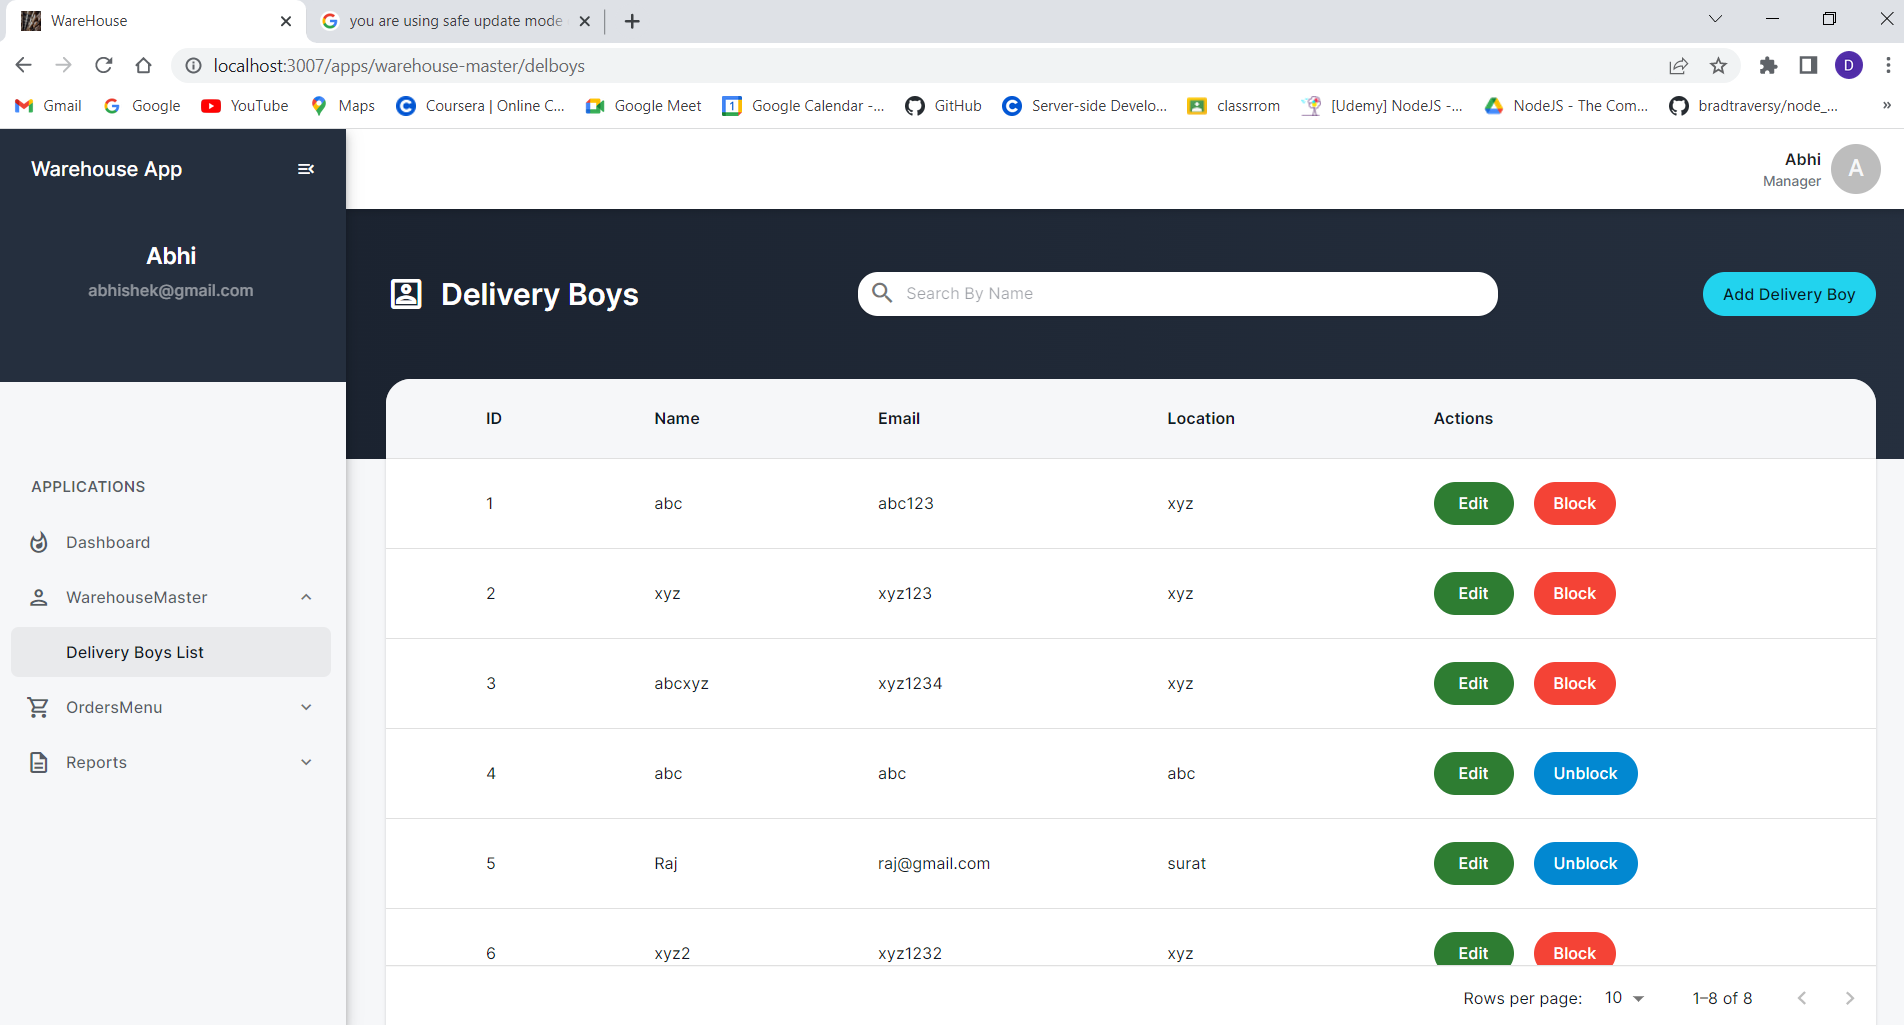 WareHouse
you are using safe update mode
localhost:3007/apps/warehouse-master/delboys
D
Gmail Google YouTube Maps Coursera | Online C... Google Meet 1 Google Calendar -... GitHub Server-side Develo... classrrom [Udemy] NodeJS -... NodeJS - The Com... bradtraversy/node_... »
Warehouse App
Abhi
Manager
A
Abhi
abhishek@gmail.com
APPLICATIONS
Dashboard
WarehouseMaster
Delivery Boys List
OrdersMenu
Reports
Delivery Boys
Search By Name
Add Delivery Boy
ID Name Email Location Actions
1 abc abc123 xyz Edit Block
2 xyz xyz123 xyz Edit Block
3 abcxyz xyz1234 xyz Edit Block
4 abc abc abc Edit Unblock
5 Raj raj@gmail.com surat Edit Unblock
6 xyz2 xyz1232 xyz Edit Block
Rows per page: 10 1–8 of 8